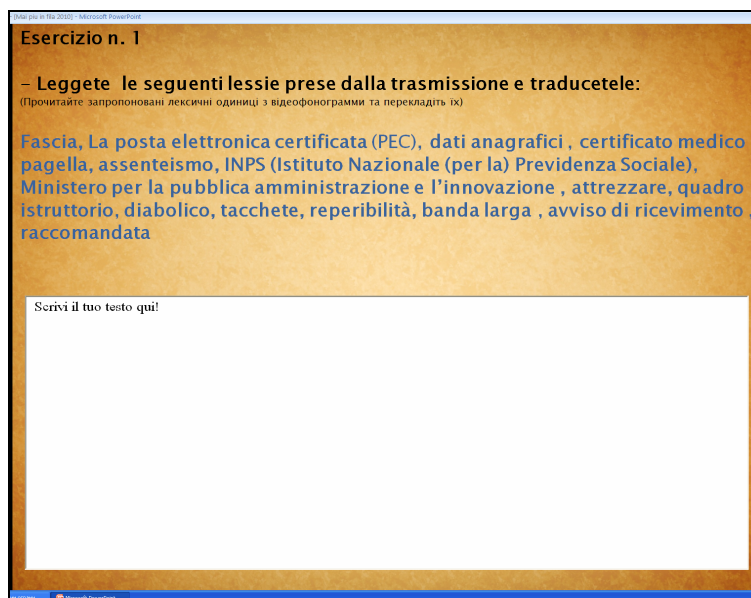 [Mai piu in fila 2010] - Microsoft PowerPoint
Esercizio n. 1
– Leggete le seguenti lessie prese dalla trasmissione e traducetele:
(Прочитайте запропоновані лексичні одиниці з відеофонограми та перекладіть їх)
Fascia, La posta elettronica certificata (PEC), dati anagrafici , certificato medico
pagella, assenteismo, INPS (Istituto Nazionale (per la) Previdenza Sociale),
Ministero per la pubblica amministrazione e l'innovazione , attrezzare, quadro
istruttorio, diabolico, tacchete, reperibilità, banda larga , avviso di ricevimento ,
raccomandata
Scrivi il tuo testo qui!
Microsoft PowerPoint